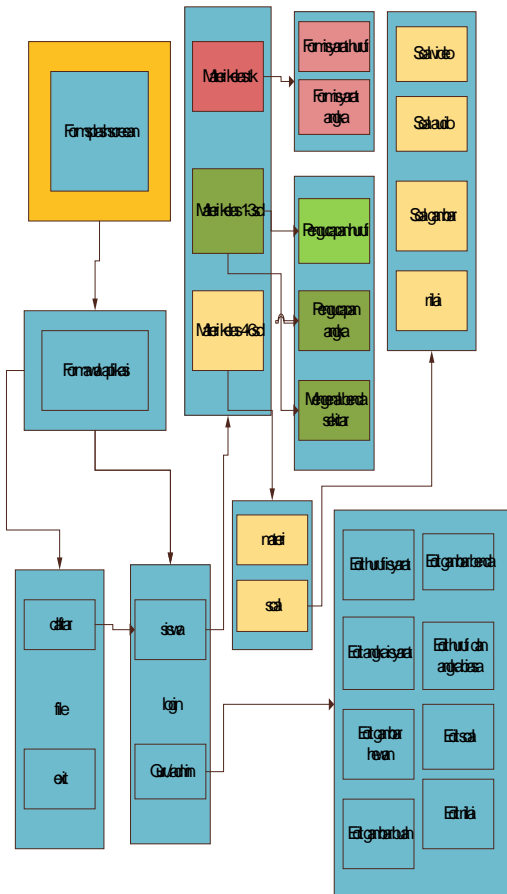 Form splash screean
Form awal aplikasi
daftar
file
exit
siswa
login
Guru/admin
Materi kelas tk
Materi kelas 1-3 sd
Materi kelas 4-6 sd
Form isyarat huruf
Form isyarat
angka
Pengucapan huruf
Pengucapan
angka
Mengenal benda
sekitar
materi
soal
Soal video
Soal audio
Soal gambar
nilai
Edit huruf isyarat
Edit gambar benda
Edit angka isyarat
Edit huruf dan
angka biasa
Edit gambar
hewan
Edit soal
Edit gambar buah
Edit nilai